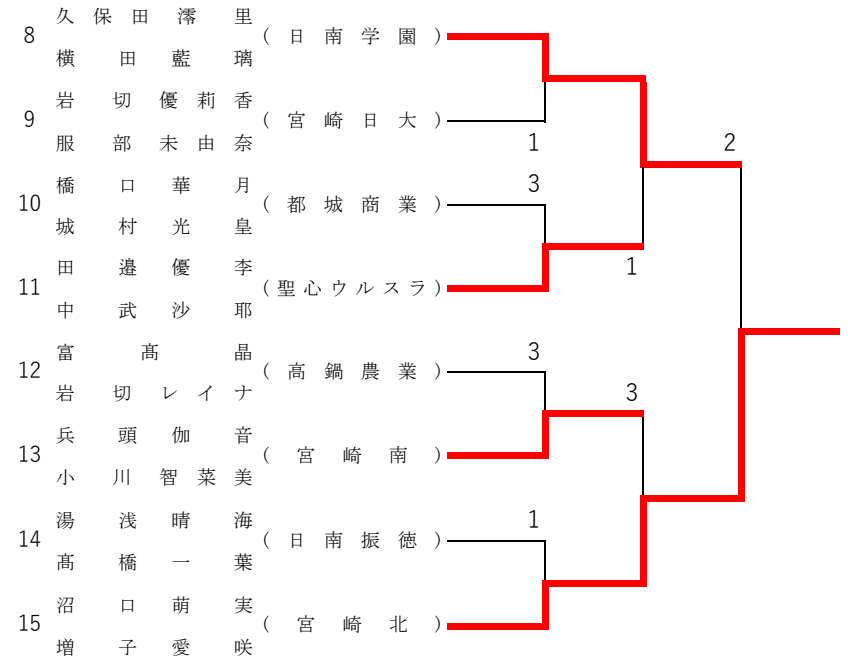 久保田澪里
8 (日南学園)
横田藍璃
岩切優莉香
9 (宮崎日大)
服部未由奈
1 2
橋口華月 3
10 (都城商業)
城村光皇
田邉優李 1
11 (聖心ウルスラ)
中武沙耶
富髙晶 3
12 (高鍋農業)
岩切レイナ 3
兵頭伽音
13 (宮崎南)
小川智菜美
湯浅晴海 1
14 (日南振徳)
髙橋一葉
沼口萌実
15 (宮崎北)
増子愛咲